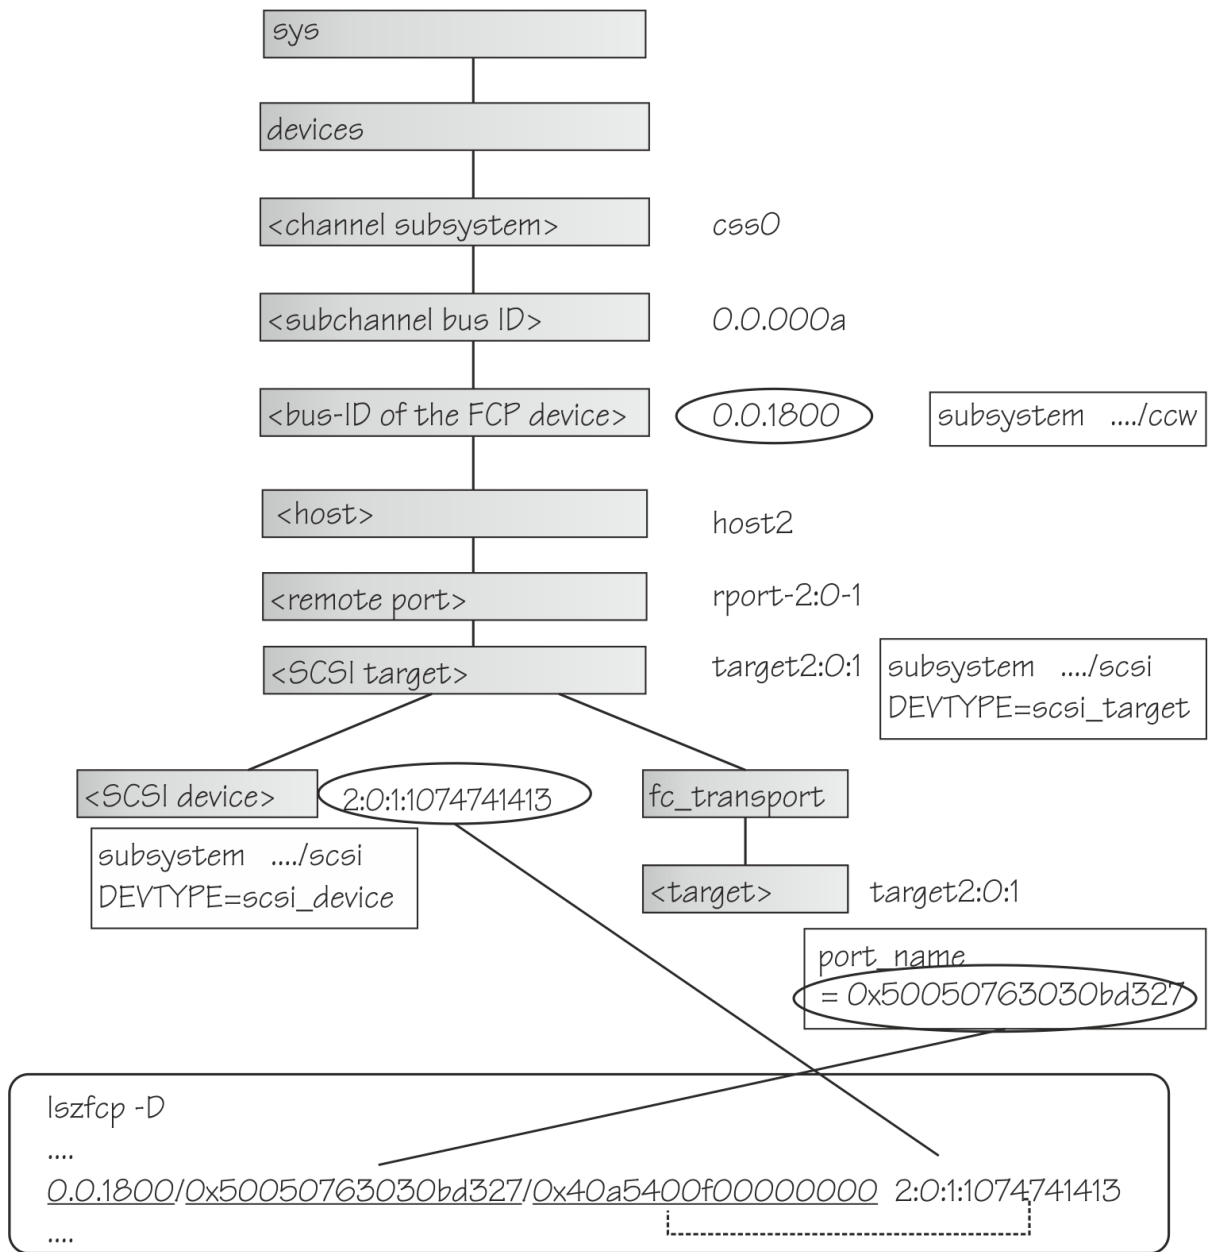 sys
devices
<channel subsystem> css0
<subchannel bus ID> 0.0.000a
<bus-ID of the FCP device> 0.0.1800 subsystem ..../ccw
<host> host2
<remote port> rport-2:0-1
<SCSI target> target2:0:1
subsystem ..../scsi
DEVTYPE=scsi_target
<SCSI device> 2:0:1:1074741413
subsystem ..../scsi
DEVTYPE=scsi_device
fc_transport
<target> target2:0:1
port_name
= 0x50050763030bd327
lszfcp -D
....
0.0.1800/0x50050763030bd327/0x40a5400f00000000 2:0:1:1074741413
....